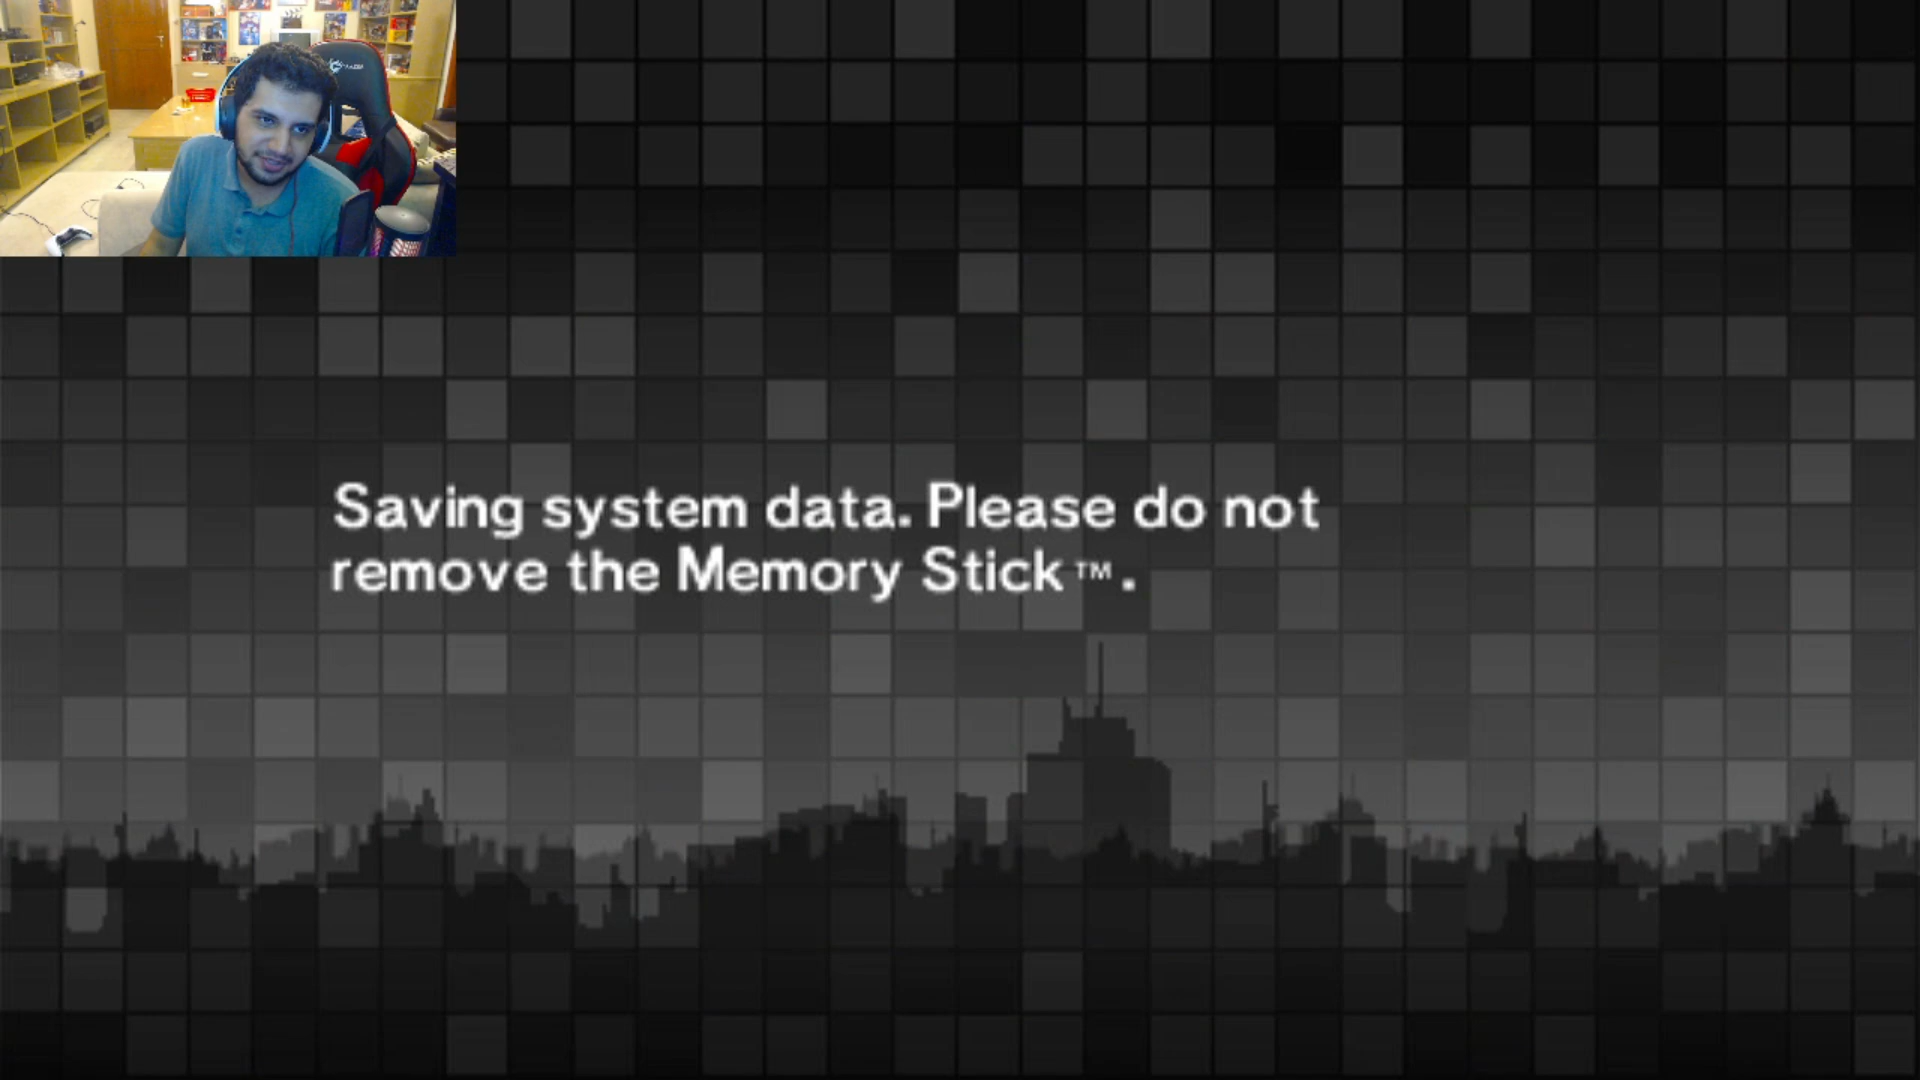 Saving system data. Please do not
remove the Memory Stick™.